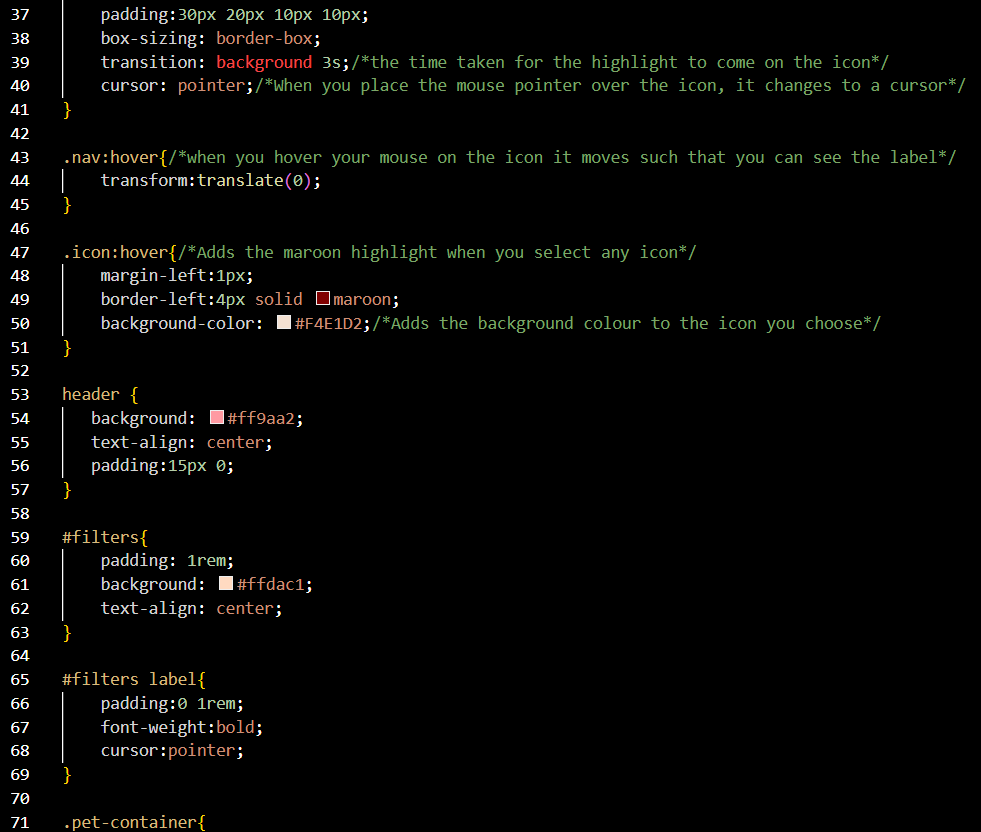 37 padding:30px 20px 10px 10px;
38 box-sizing: border-box;
39 transition: background 3s;/*the time taken for the highlight to come on the icon*/
40 cursor: pointer;/*When you place the mouse pointer over the icon, it changes to a cursor*/
41 }
42
43 .nav:hover{/*when you hover your mouse on the icon it moves such that you can see the label*/
44 transform:translate(0);
45 }
46
47 .icon:hover{/*Adds the maroon highlight when you select any icon*/
48 margin-left:1px;
49 border-left:4px solid maroon;
50 background-color: #F4E1D2;/*Adds the background colour to the icon you choose*/
51 }
52
53 header {
54 background: #ff9aa2;
55 text-align: center;
56 padding:15px 0;
57 }
58
59 #filters{
60 padding: 1rem;
61 background: #ffdac1;
62 text-align: center;
63 }
64
65 #filters label{
66 padding:0 1rem;
67 font-weight:bold;
68 cursor:pointer;
69 }
70
71 .pet-container{